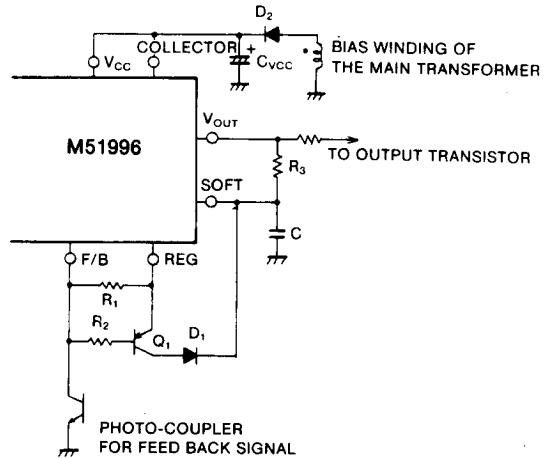 D2
COLLECTOR
+
VCC
CVCC
BIAS WINDING OF
THE MAIN TRANSFORMER
M51996
VOUT
TO OUTPUT TRANSISTOR
R3
SOFT
C
F/B
REG
R1
R2
Q1
D1
PHOTO-COUPLER
FOR FEED BACK SIGNAL